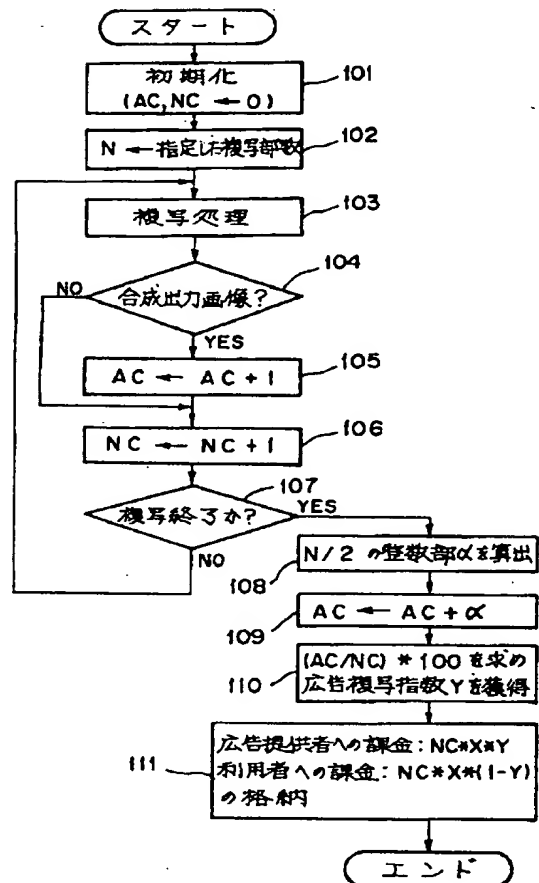 スタート
初期化
(AC,NC ← 0)
101
N ← 指定した複写部数
102
複写処理
103
合成出力画像?
104
NO
YES
AC ← AC + 1
105
NC ← NC + 1
106
複写終了か?
107
YES
NO
N/2 の整数部αを算出
108
AC ← AC + α
109
(AC/NC) * 100 を求め
広告複写指数Yを獲得
110
広告提供者への課金: NC*X*Y
利用者への課金: NC*X*(1-Y)
の格納
111
エンド